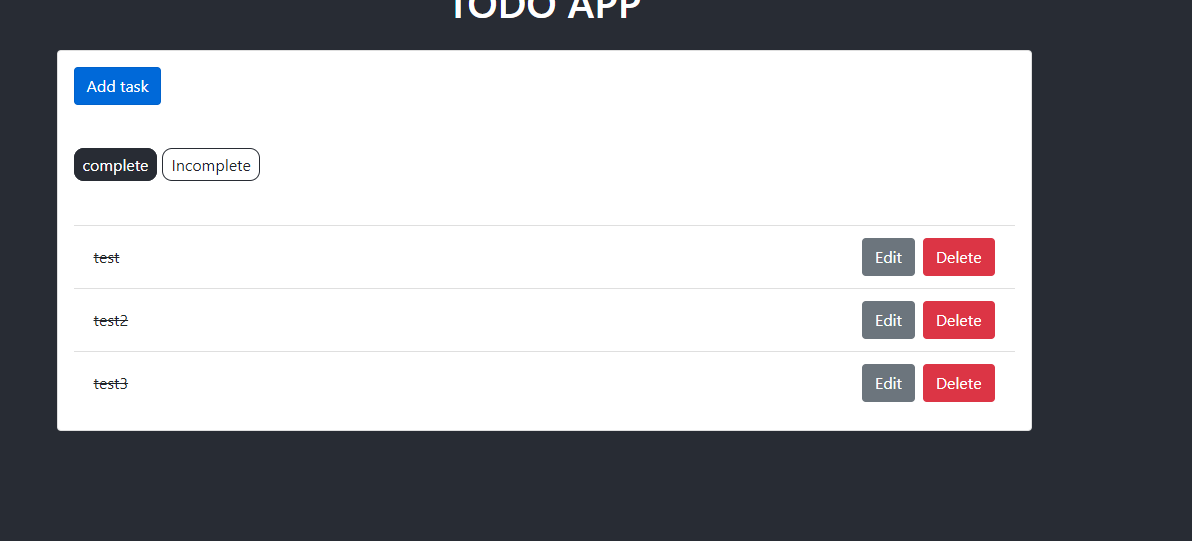 TODO APP
Add task
complete Incomplete
test Edit Delete
test2 Edit Delete
test3 Edit Delete